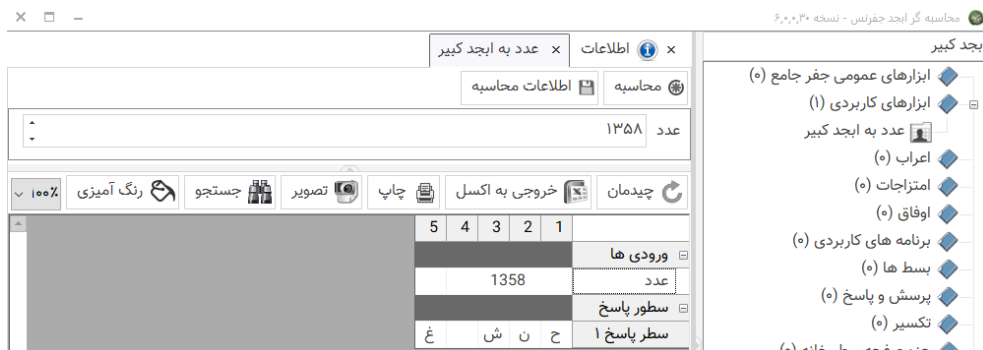 محاسبه گر ابجد جفرنس - نسخه ۶,۰,۰,۳۰
بجد کبیر
ابزارهای عمومی جفر جامع (۰)
ابزارهای کاربردی (۱)
عدد به ابجد کبیر
اعراب (۰)
امتزاجات (۰)
اوفاق (۰)
برنامه های کاربردی (۰)
بسط ها (۰)
پرسش و پاسخ (۰)
تکسیر (۰)
اطلاعات
عدد به ابجد کبیر
محاسبه
اطلاعات محاسبه
عدد
۱۳۵۸
چیدمان
خروجی به اکسل
چاپ
تصویر
جستجو
رنگ آمیزی
۱۰۰٪
1 2 3 4 5
ورودی ها
عدد 1358
سطور پاسخ
سطر پاسخ ۱ ح ن ش غ